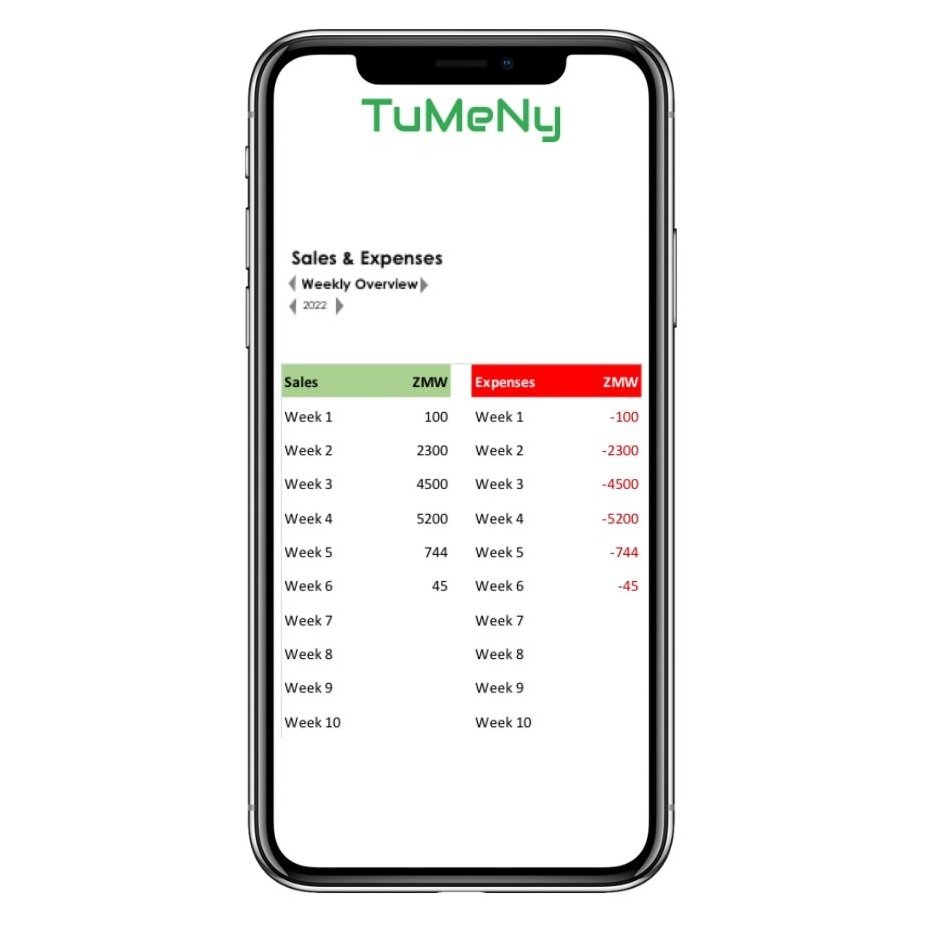 TuMeNy
Sales & Expenses
Weekly Overview
2022
Sales ZMW Expenses ZMW
Week 1 100 Week 1 -100
Week 2 2300 Week 2 -2300
Week 3 4500 Week 3 -4500
Week 4 5200 Week 4 -5200
Week 5 744 Week 5 -744
Week 6 45 Week 6 -45
Week 7 Week 7
Week 8 Week 8
Week 9 Week 9
Week 10 Week 10